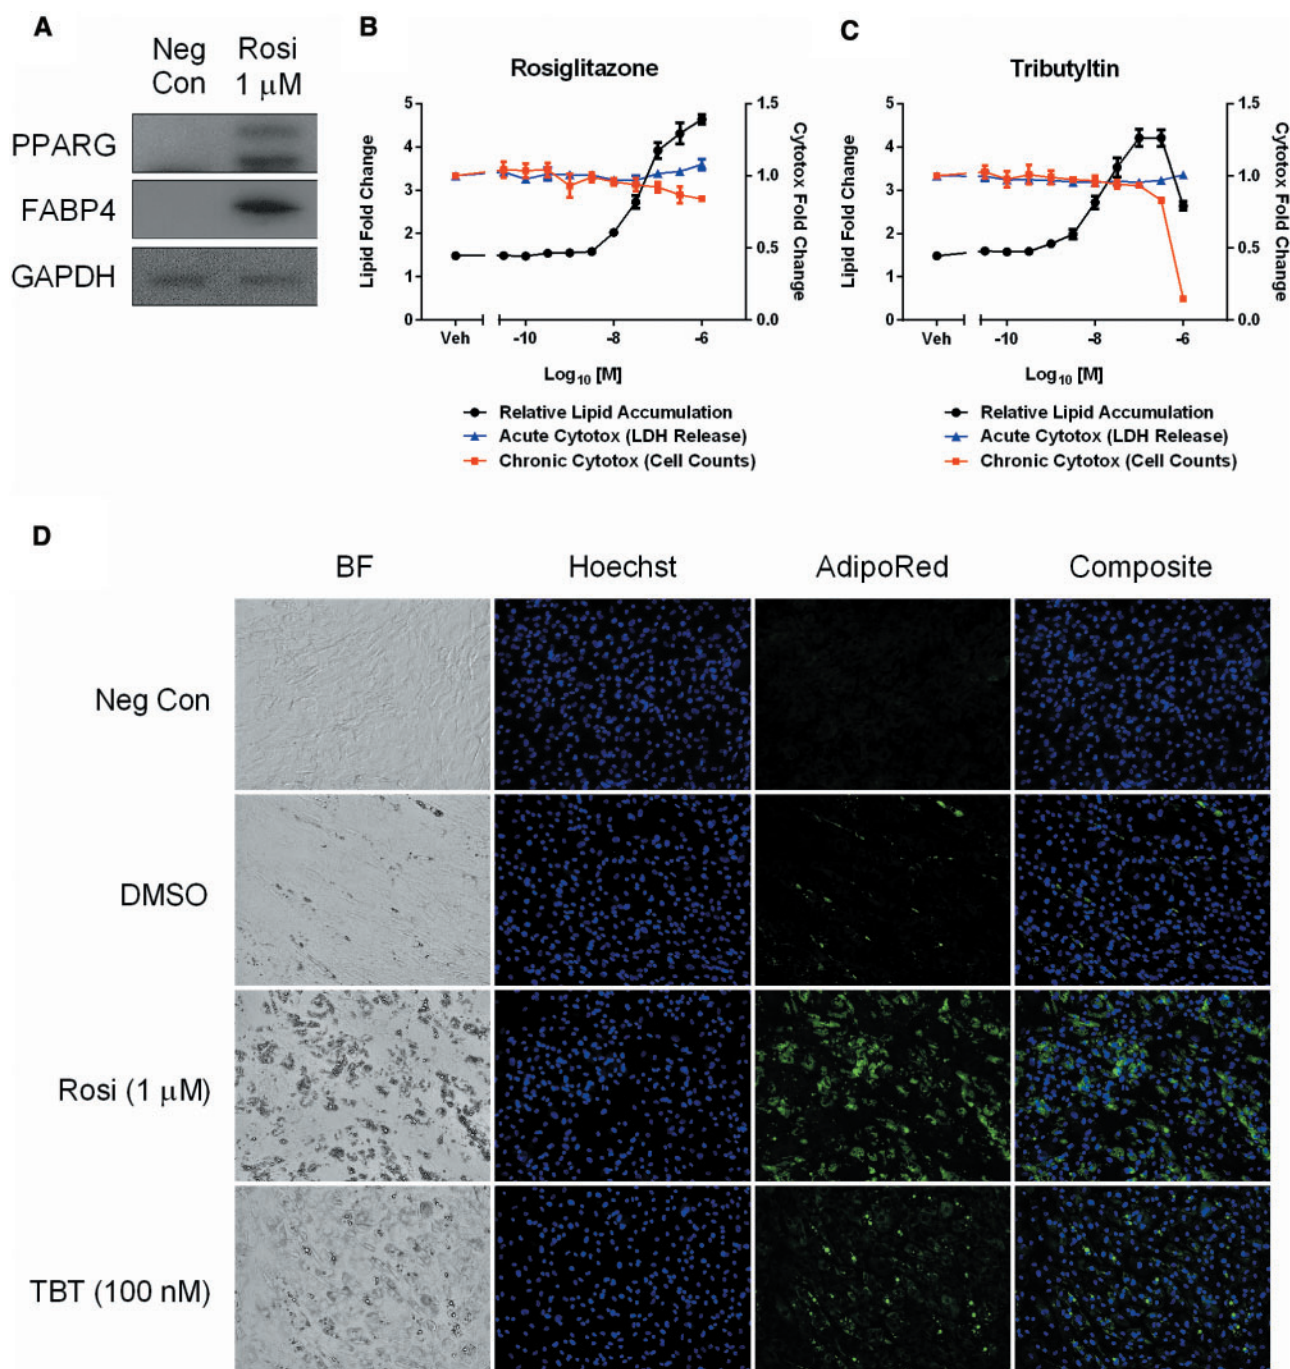 A
Neg Con
Rosi 1 µM
PPARG
FABP4
GAPDH
B
Rosiglitazone
Lipid Fold Change
5
4
3
2
1
0
1.5
1.0
0.5
0.0
Cytotox Fold Change
Veh
-10
-8
-6
Log10 [M]
Relative Lipid Accumulation
Acute Cytotox (LDH Release)
Chronic Cytotox (Cell Counts)
C
Tributyltin
Lipid Fold Change
5
4
3
2
1
0
1.5
1.0
0.5
0.0
Cytotox Fold Change
Veh
-10
-8
-6
Log10 [M]
Relative Lipid Accumulation
Acute Cytotox (LDH Release)
Chronic Cytotox (Cell Counts)
D
BF
Hoechst
AdipoRed
Composite
Neg Con
DMSO
Rosi (1 µM)
TBT (100 nM)